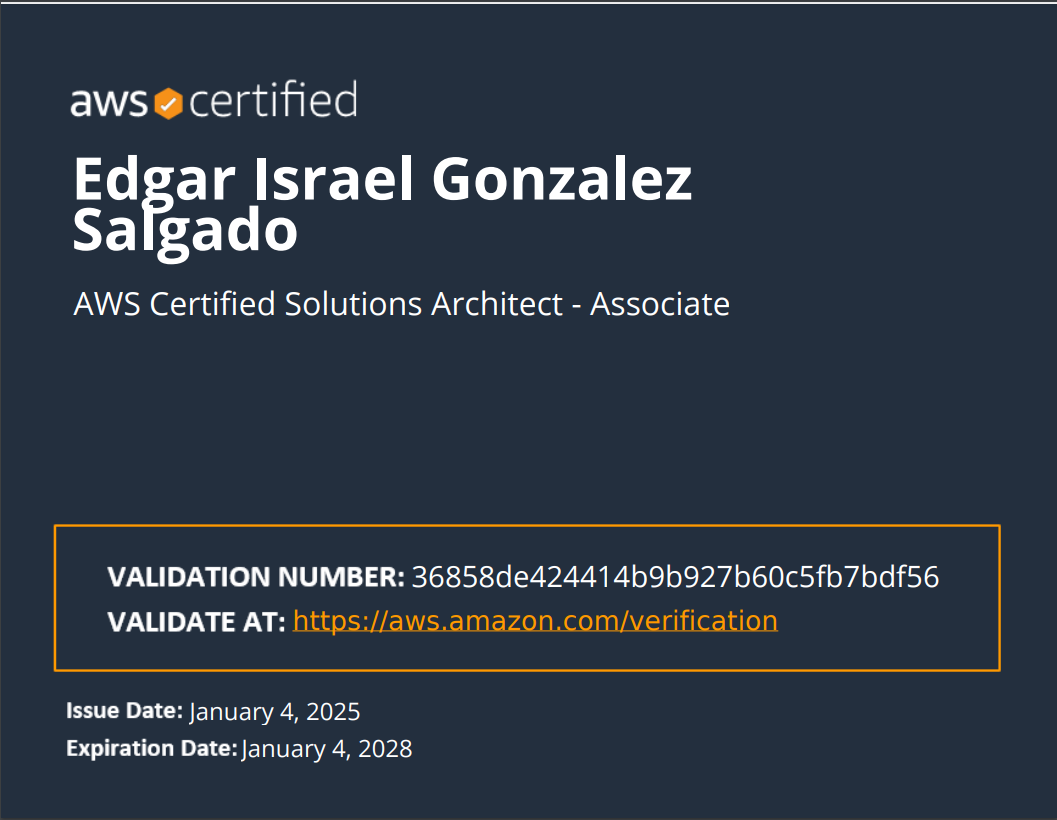 aws certified
Edgar Israel Gonzalez
Salgado
AWS Certified Solutions Architect - Associate
VALIDATION NUMBER: 36858de424414b9b927b60c5fb7bdf56
VALIDATE AT: https://aws.amazon.com/verification
Issue Date: January 4, 2025
Expiration Date: January 4, 2028